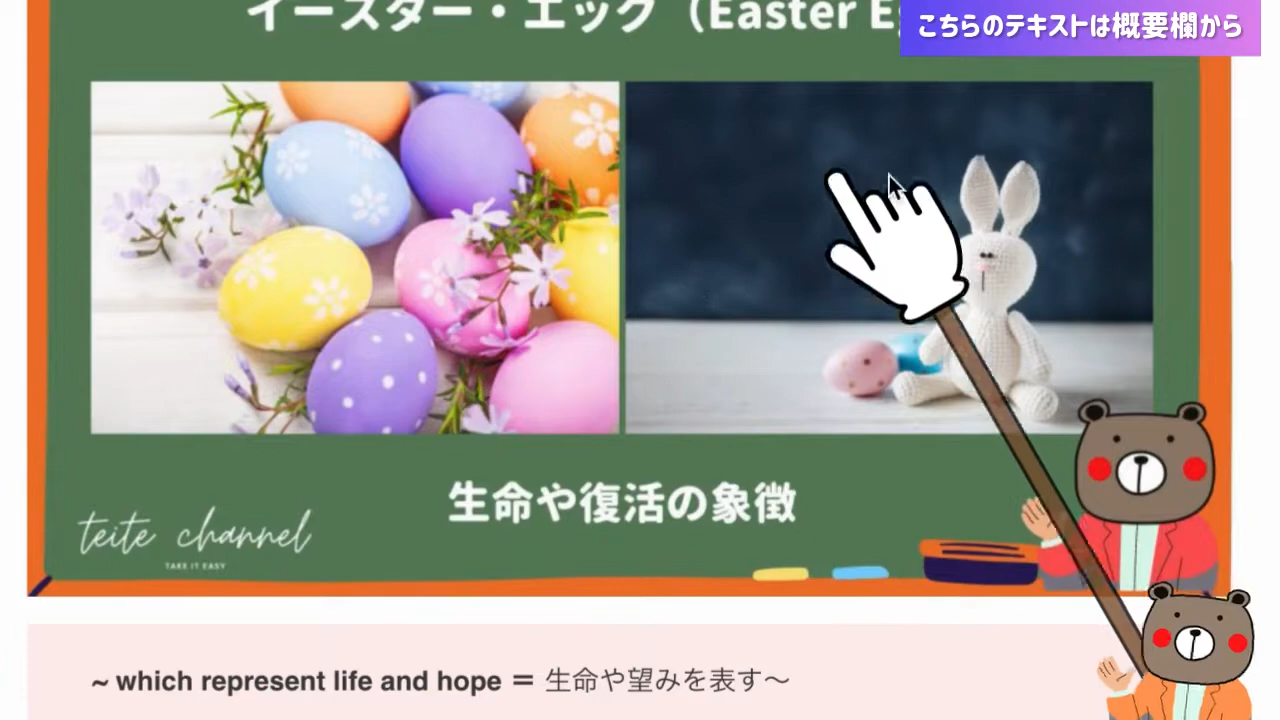 イースター・エッグ（Easter
こちらのテキストは概要欄から
生命や復活の象徴
teite channel
TAKE IT EASY
~ which represent life and hope ＝ 生命や望みを表す〜